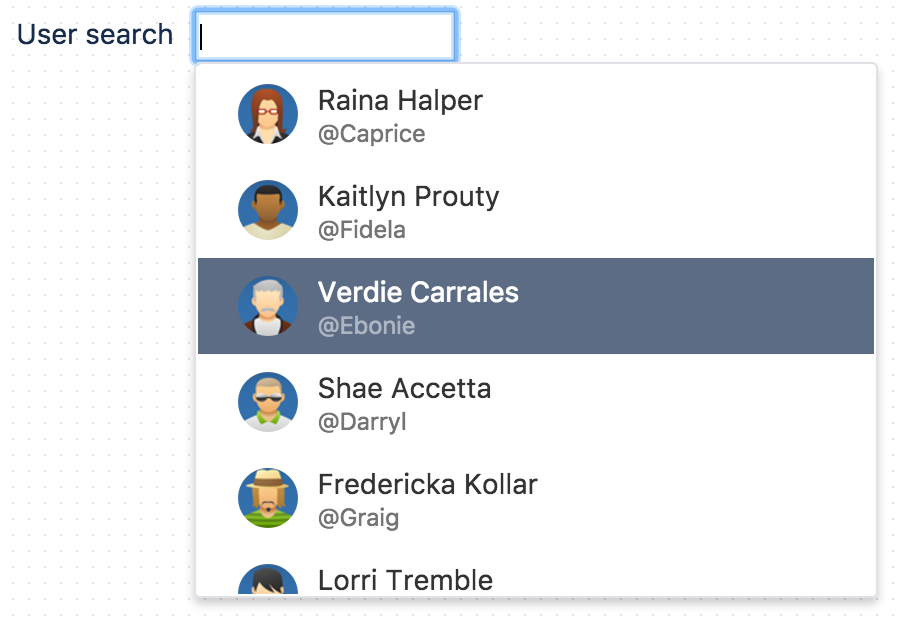 User search
Raina Halper
@Caprice
Kaitlyn Prouty
@Fidela
Verdie Carrales
@Ebonie
Shae Accetta
@Darryl
Fredericka Kollar
@Graig
Lorri Tremble